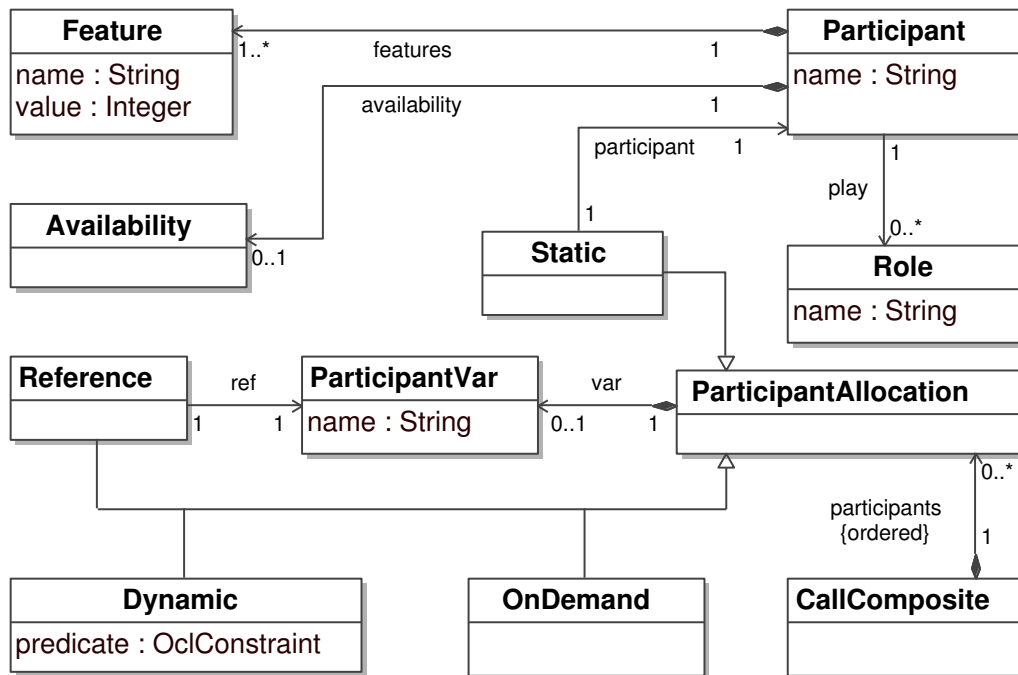 Feature
name : String
value : Integer
1..*
features
1
Participant
name : String
availability
1
participant
1
1
play
0..*
Availability
0..1
1
Static
Role
name : String
Reference
ref
1
1
ParticipantVar
name : String
var
0..1
1
ParticipantAllocation
0..*
participants
{ordered}
1
Dynamic
predicate : OclConstraint
OnDemand
CallComposite